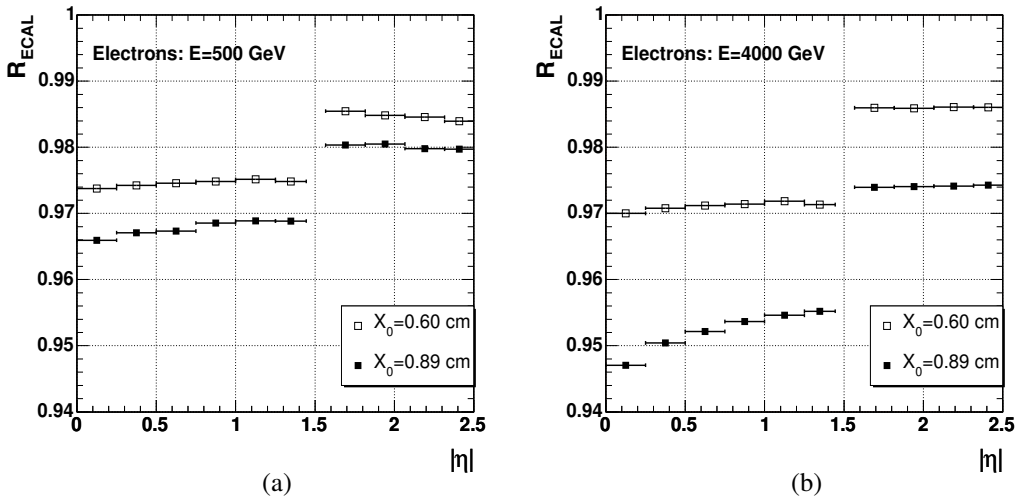 R_ECAL
Electrons: E=500 GeV
1
0.99
0.98
0.97
0.96
0.95
0.94
X_0=0.60 cm
X_0=0.89 cm
0 0.5 1 1.5 2 2.5
|η|
(a)
R_ECAL
Electrons: E=4000 GeV
1
0.99
0.98
0.97
0.96
0.95
0.94
X_0=0.60 cm
X_0=0.89 cm
0 0.5 1 1.5 2 2.5
|η|
(b)